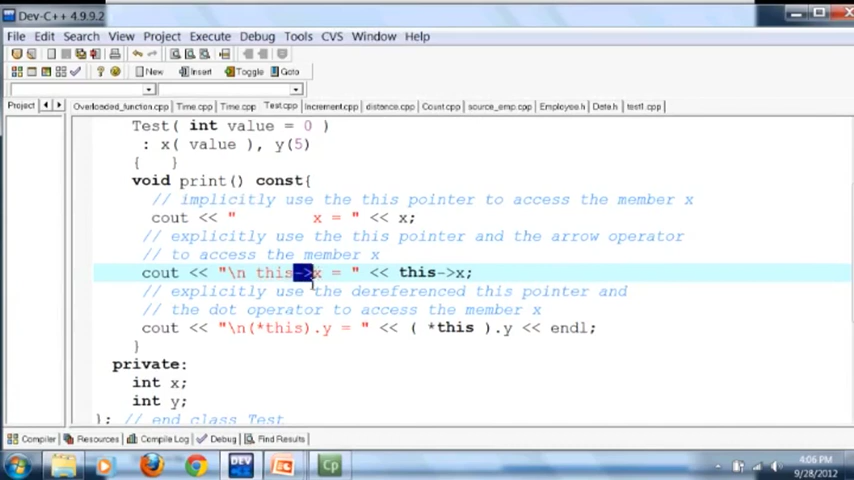 Dev-C++ 4.9.9.2
File Edit Search View Project Execute Debug Tools CVS Window Help
New Insert Toggle Goto
Project Overloaded_function.cpp Time.cpp Time.cpp Test.cpp Increment.cpp distance.cpp Count.cpp source_emp.cpp Employee.h Date.h test1.cpp
Test( int value = 0 )
: x( value ), y(5)
{ }
void print() const{
// implicitly use the this pointer to access the member x
cout << " x = " << x;
// explicitly use the this pointer and the arrow operator
// to access the member x
cout << "\n this->x = " << this->x;
// explicitly use the dereferenced this pointer and
// the dot operator to access the member x
cout << "\n(*this).y = " << ( *this ).y << endl;
}
private:
int x;
int y;
}; // end class Test
Compiler Resources Compile Log Debug Find Results
DEV Cp 4:06 PM
9/28/2012